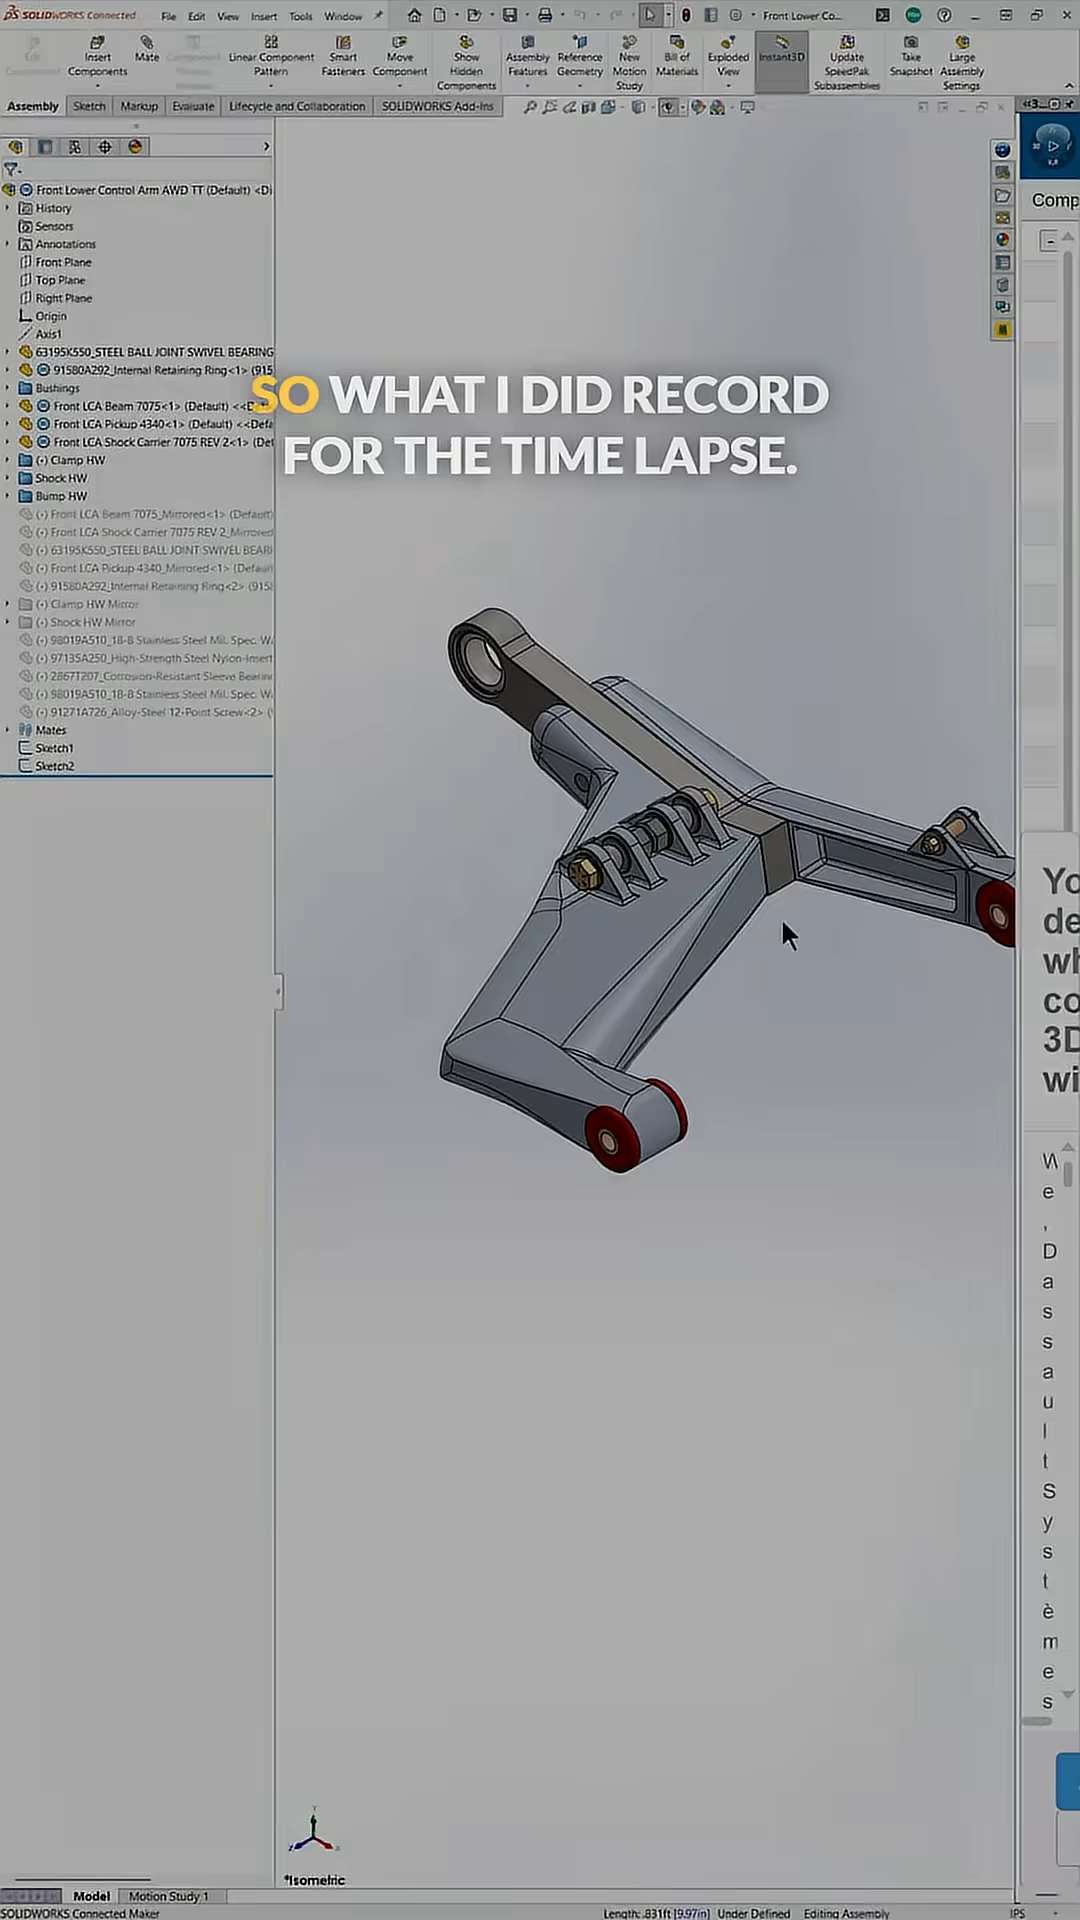 SOLIDWORKS Connected File Edit View Insert Tools Window Front Lower Co...
Insert Components
Mate
Linear Component Pattern
Smart Fasteners
Move Component
Show Hidden Components
Assembly Features
Reference Geometry
New Motion Study
Bill of Materials
Exploded View
Instant3D
Update SpeedPak Subassemblies
Take Snapshot
Large Assembly Settings
Assembly Sketch Markup Evaluate Lifecycle and Collaboration SOLIDWORKS Add-Ins
Comp
Front Lower Control Arm AWD TT (Default) <Di
History
Sensors
Annotations
Front Plane
Top Plane
Right Plane
Origin
Axis1
63195K550_STEEL BALL JOINT SWIVEL BEARING
91580A292_Internal Retaining Ring<1> (915
Bushings
Front LCA Beam 7075<1> (Default) <<D
Front LCA Pickup 4340<1> (Default) <<Defa
Front LCA Shock Carrier 7075 REV 2<1> (Def
(-) Clamp HW
Shock HW
Bump HW
(-) Front LCA Beam 7075_Mirrored<1> (Default)
(-) Front LCA Shock Carrier 7075 REV 2_Mirrored
(-) 63195K550_STEEL BALL JOINT SWIVEL BEARI
(-) Front LCA Pickup 4340_Mirrored<1> (Defaul
(-) 91580A292_Internal Retaining Ring<2> (915
(-) Clamp HW Mirror
(-) Shock HW Mirror
(-) 98019A510_18-8 Stainless Steel Mil. Spec. W
(-) 97135A250_High-Strength Steel Nylon-Insert
(-) 2867T207_Corrosion-Resistant Sleeve Bearin
(-) 98019A510_18-8 Stainless Steel Mil. Spec. W
(-) 91271A726_Alloy-Steel 12-Point Screw<2> (
Mates
Sketch1
Sketch2
SO WHAT I DID RECORD
FOR THE TIME LAPSE.
Yo
de
wh
co
3D
wi
W
e
,
D
a
s
s
a
u
l
t
S
y
s
t
è
m
e
s
*Isometric
Model Motion Study 1
SOLIDWORKS Connected Maker Length: .831ft [9.97in] Under Defined Editing Assembly IPS